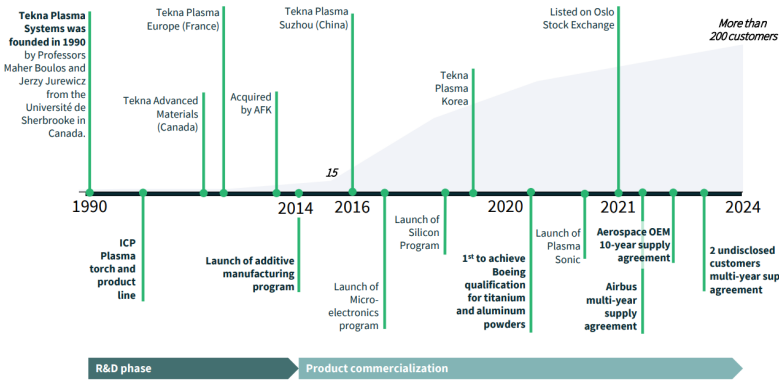 Tekna Plasma
Systems was
founded in 1990
by Professors
Maher Boulos and
Jerzy Jurewicz
from the
Université de
Sherbrooke in
Canada.
Tekna Plasma
Europe (France)
Tekna Advanced
Materials
(Canada)
Acquired
by AFK
Tekna Plasma
Suzhou (China)
15
Tekna
Plasma
Korea
Listed on Oslo
Stock Exchange
More than
200 customers
1990
2014
2016
2020
2021
2024
ICP
Plasma
torch and
product
line
Launch of additive
manufacturing
program
Launch of
Micro-
electronics
program
Launch of
Silicon
Program
1st to achieve
Boeing
qualification
for titanium
and aluminum
powders
Launch of
Plasma
Sonic
Aerospace OEM
10-year supply
agreement
Airbus
multi-year
supply
agreement
2 undisclosed
customers
multi-year sup
agreement
R&D phase
Product commercialization